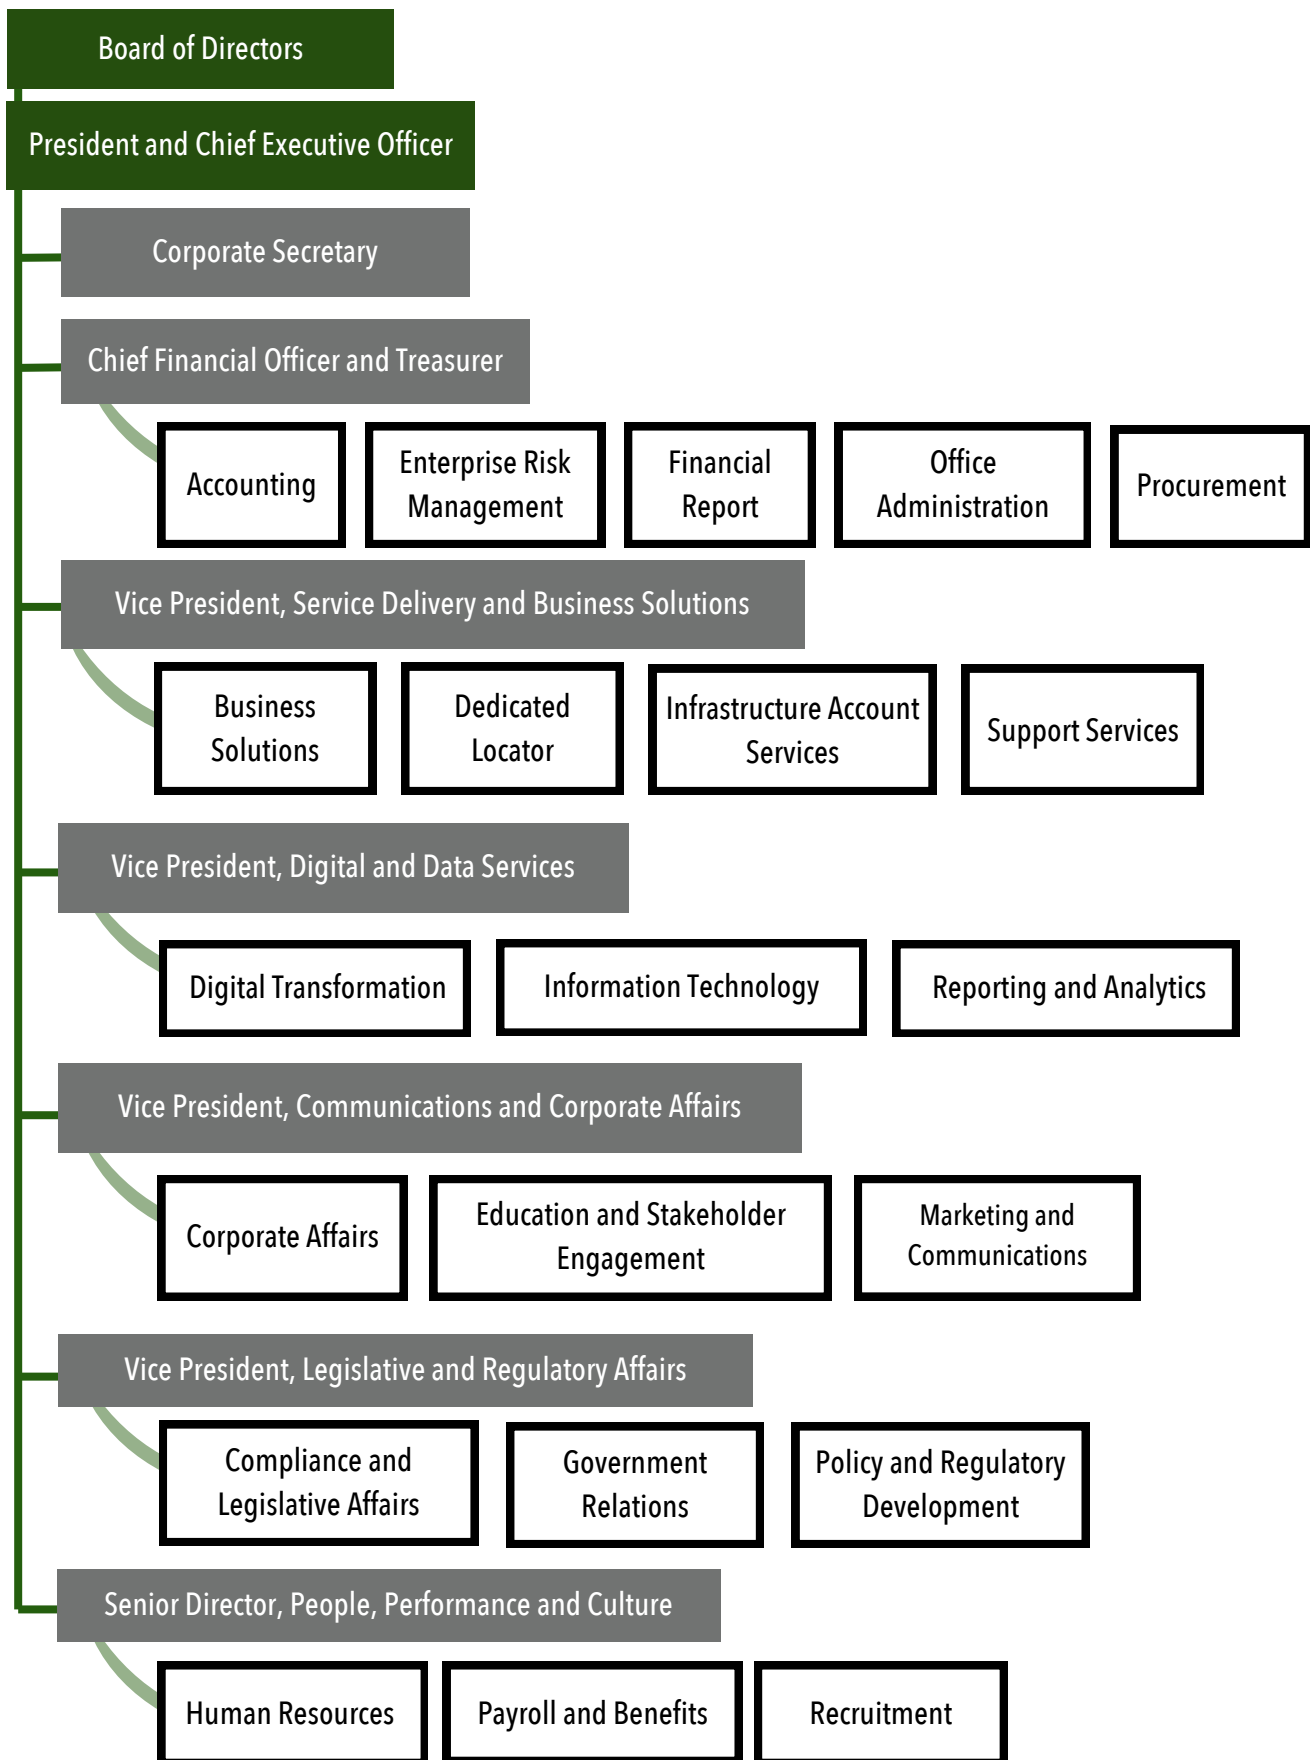 Board of Directors
President and Chief Executive Officer
Corporate Secretary
Chief Financial Officer and Treasurer
Accounting
Enterprise Risk
Management
Financial
Report
Office
Administration
Procurement
Vice President, Service Delivery and Business Solutions
Business
Solutions
Dedicated
Locator
Infrastructure Account
Services
Support Services
Vice President, Digital and Data Services
Digital Transformation
Information Technology
Reporting and Analytics
Vice President, Communications and Corporate Affairs
Corporate Affairs
Education and Stakeholder
Engagement
Marketing and
Communications
Vice President, Legislative and Regulatory Affairs
Compliance and
Legislative Affairs
Government
Relations
Policy and Regulatory
Development
Senior Director, People, Performance and Culture
Human Resources
Payroll and Benefits
Recruitment